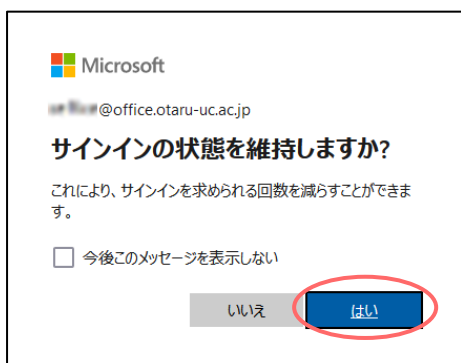 Microsoft
@office.otaru-uc.ac.jp
サインインの状態を維持しますか?
これにより、サインインを求められる回数を減らすことができま
す。
今後このメッセージを表示しない
いいえ
はい